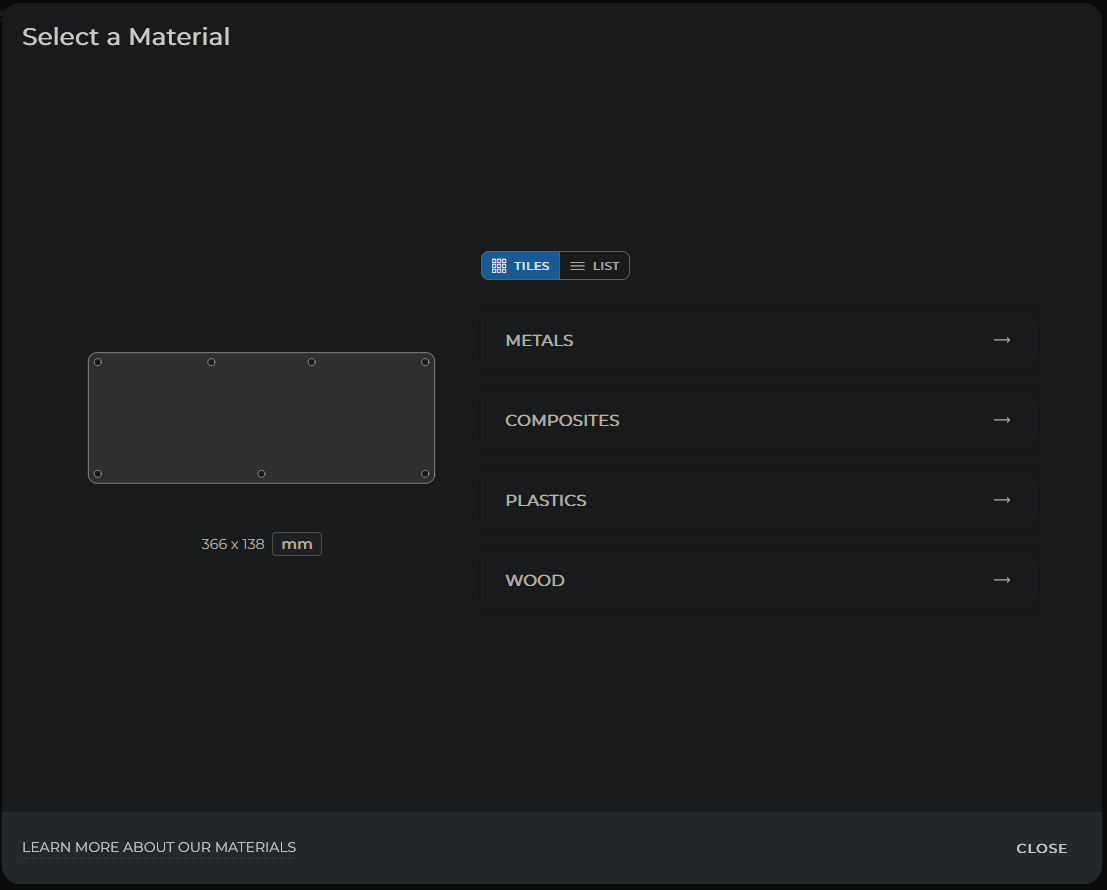 Select a Material
TILES LIST
METALS
COMPOSITES
PLASTICS
WOOD
366 x 138 mm
LEARN MORE ABOUT OUR MATERIALS
CLOSE